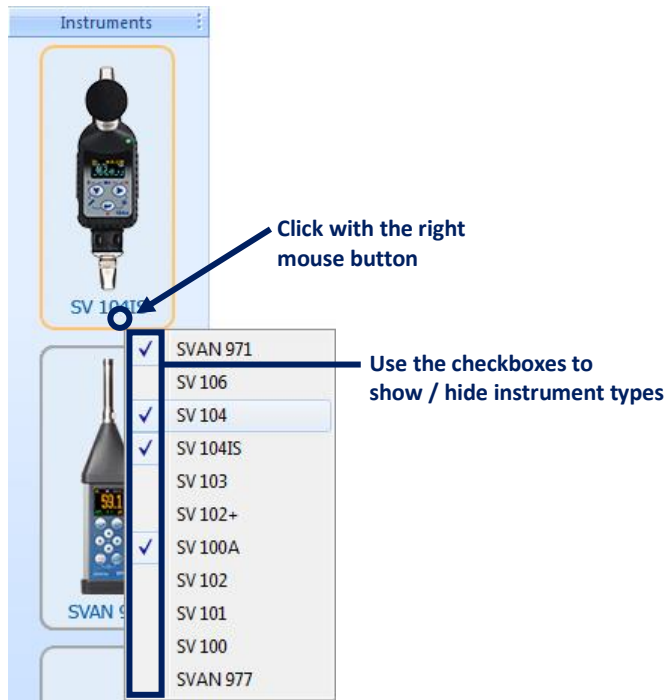 Instruments
Click with the right
mouse button
SV 104IS
SVAN 971
SV 106
SV 104
SV 104IS
SV 103
SV 102+
SV 100A
SV 102
SV 101
SV 100
SVAN 977
Use the checkboxes to
show / hide instrument types
59.1
SVAN 9